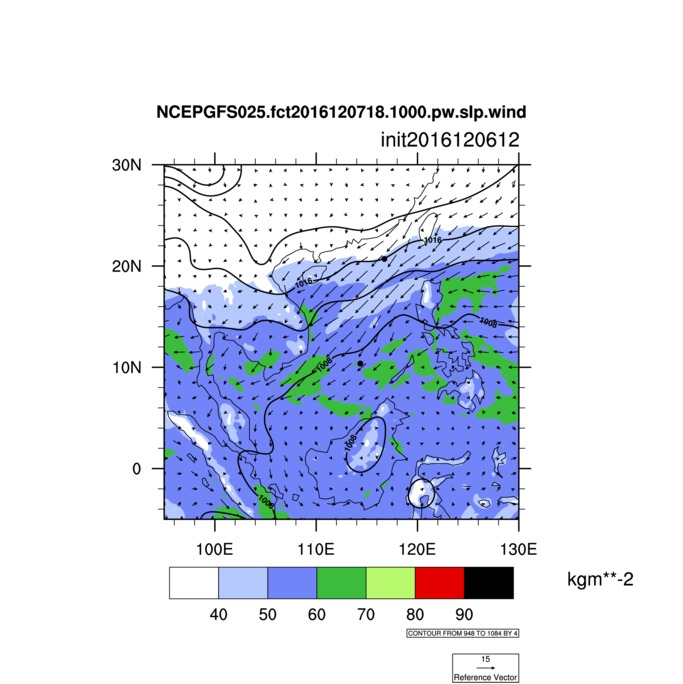 NCEPGFS025.fct2016120718.1000.pw.slp.wind
init2016120612
30N
20N
10N
0
1016
1016
1008
1008
1008
1008
100E
110E
120E
130E
kgm**-2
40
50
60
70
80
90
CONTOUR FROM 948 TO 1084 BY 4
15
Reference Vector